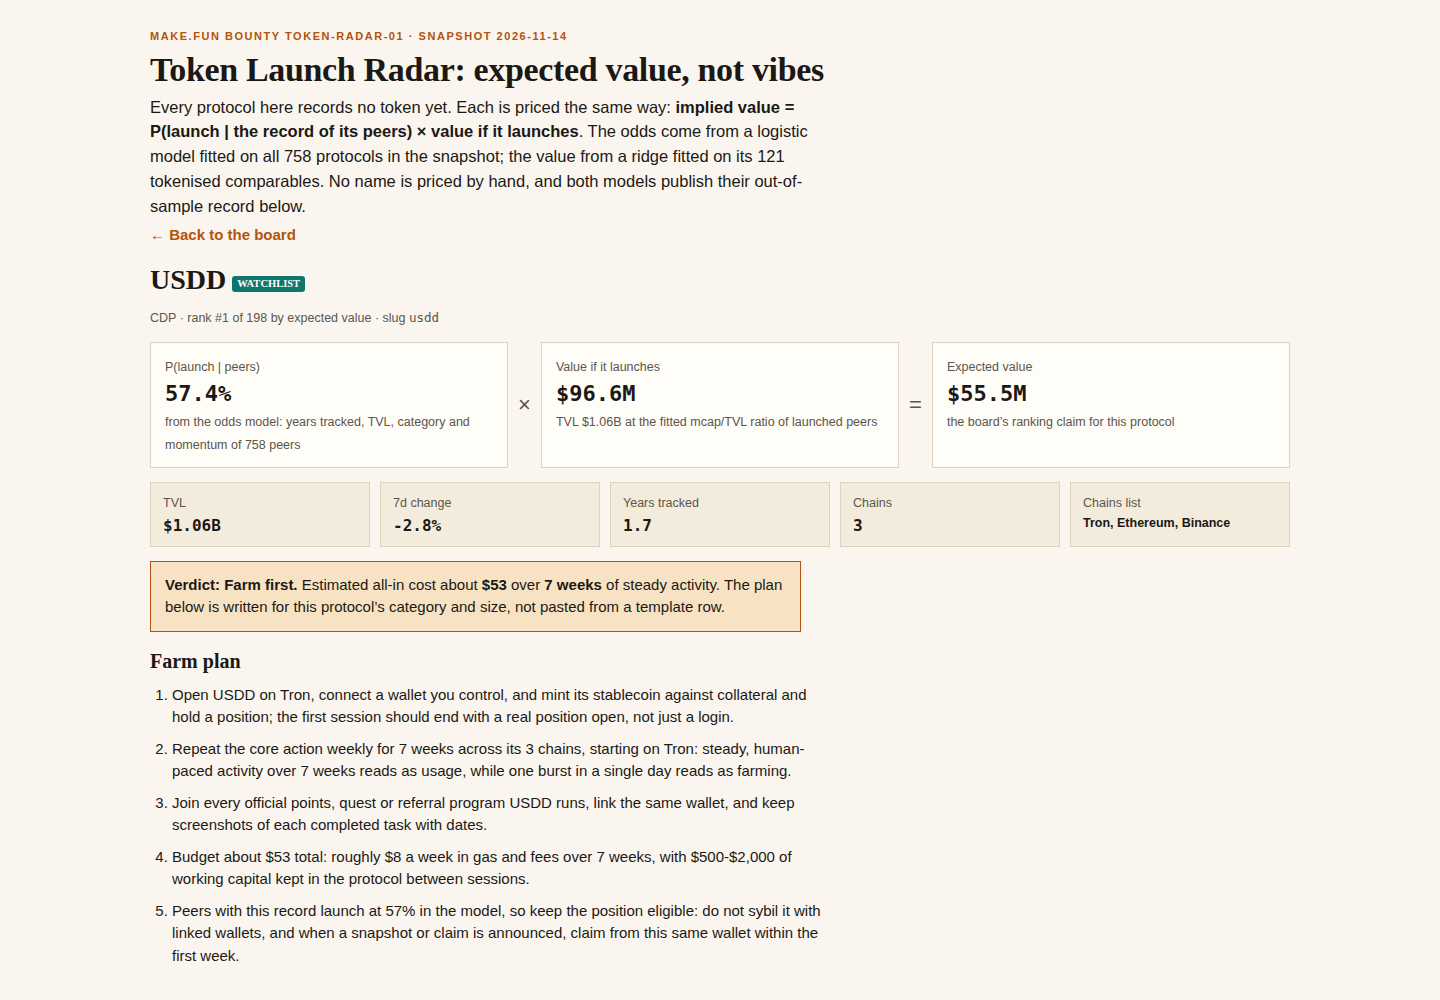 MAKE.FUN BOUNTY TOKEN-RADAR-01 · SNAPSHOT 2026-11-14
Token Launch Radar: expected value, not vibes
Every protocol here records no token yet. Each is priced the same way: implied value =
P(launch | the record of its peers) × value if it launches. The odds come from a logistic
model fitted on all 758 protocols in the snapshot; the value from a ridge fitted on its 121
tokenised comparables. No name is priced by hand, and both models publish their out-of-
sample record below.
← Back to the board
USDD WATCHLIST
CDP · rank #1 of 198 by expected value · slug usdd
P(launch | peers)
57.4%
from the odds model: years tracked, TVL, category and
momentum of 758 peers
×
Value if it launches
$96.6M
TVL $1.06B at the fitted mcap/TVL ratio of launched peers
=
Expected value
$55.5M
the board’s ranking claim for this protocol
TVL
$1.06B
7d change
-2.8%
Years tracked
1.7
Chains
3
Chains list
Tron, Ethereum, Binance
Verdict: Farm first. Estimated all-in cost about $53 over 7 weeks of steady activity. The plan
below is written for this protocol’s category and size, not pasted from a template row.
Farm plan
1. Open USDD on Tron, connect a wallet you control, and mint its stablecoin against collateral and
hold a position; the first session should end with a real position open, not just a login.
2. Repeat the core action weekly for 7 weeks across its 3 chains, starting on Tron: steady, human-
paced activity over 7 weeks reads as usage, while one burst in a single day reads as farming.
3. Join every official points, quest or referral program USDD runs, link the same wallet, and keep
screenshots of each completed task with dates.
4. Budget about $53 total: roughly $8 a week in gas and fees over 7 weeks, with $500-$2,000 of
working capital kept in the protocol between sessions.
5. Peers with this record launch at 57% in the model, so keep the position eligible: do not sybil it with
linked wallets, and when a snapshot or claim is announced, claim from this same wallet within the
first week.